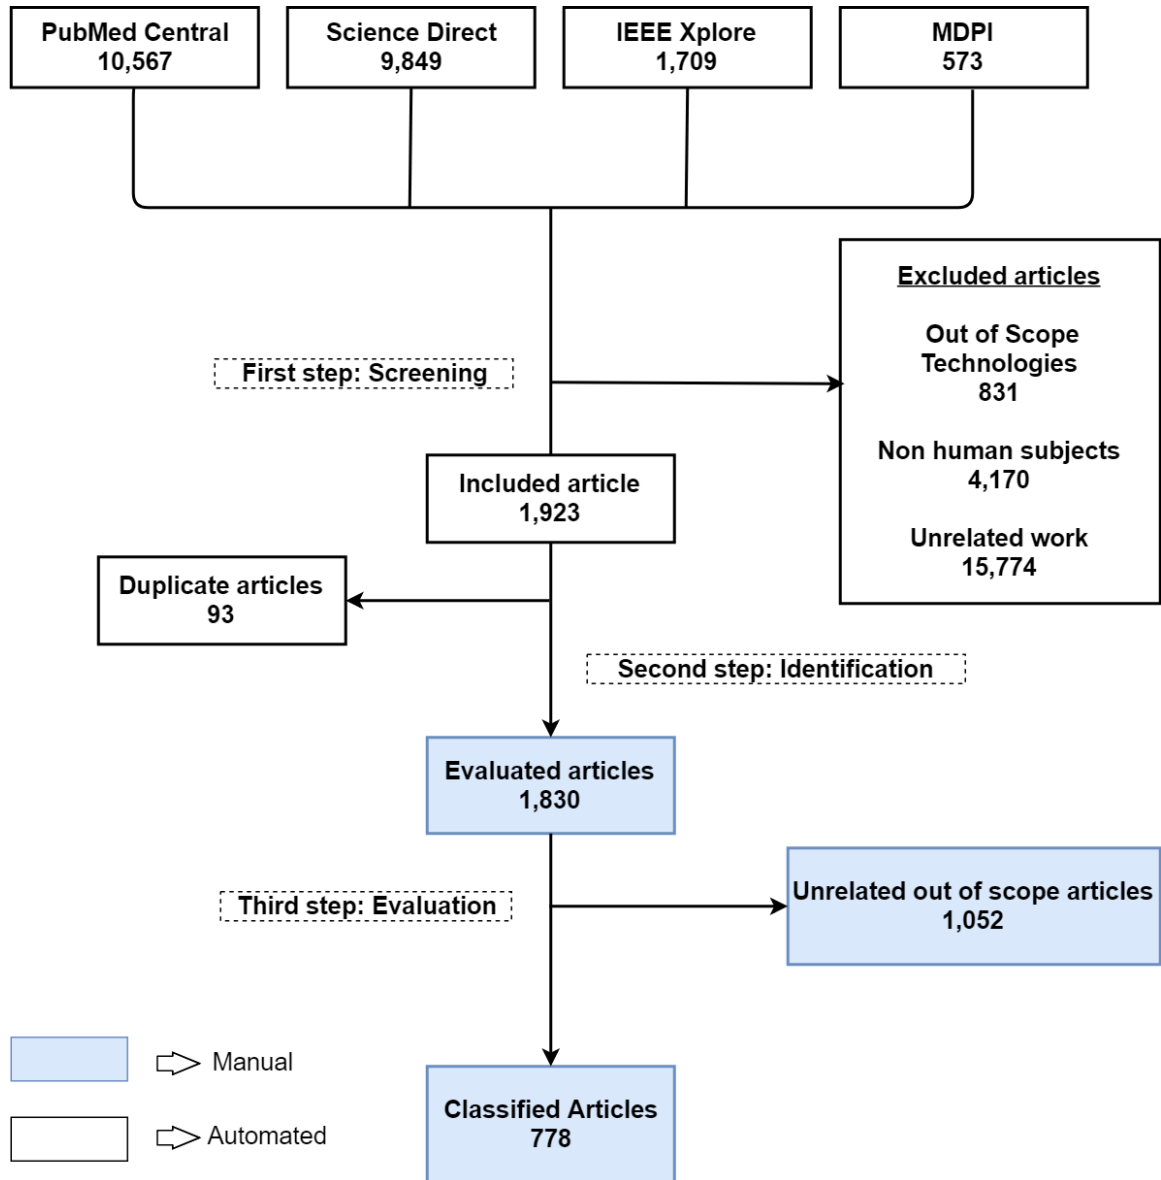 PubMed Central
10,567
Science Direct
9,849
IEEE Xplore
1,709
MDPI
573
Excluded articles
Out of Scope
Technologies
831
Non human subjects
4,170
Unrelated work
15,774
First step: Screening
Included article
1,923
Duplicate articles
93
Second step: Identification
Evaluated articles
1,830
Third step: Evaluation
Unrelated out of scope articles
1,052
Manual
Automated
Classified Articles
778